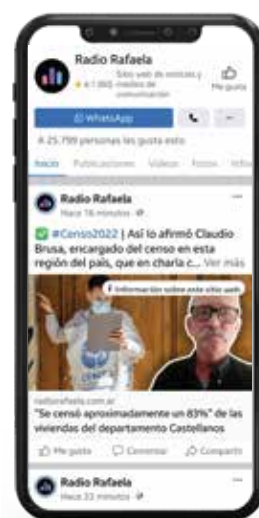 Radio Rafaela
Sitio web de noticias y
medios de
comunicación
Me gusta
WhatsApp
A 25.799 personas les gusta esto
Inicio Publicaciones Videos Fotos
Radio Rafaela
Hace 16 minutos
#Censo2022 | Así lo afirmó Claudio
Brusa, encargado del censo en esta
región del país, que en charla c... Ver más
Información sobre este sitio web
radiorafaela.com.ar
"Se censó aproximadamente un 83%" de las
viviendas del departamento Castellanos
Me gusta Comentar Compartir
Radio Rafaela
Hace 33 minutos